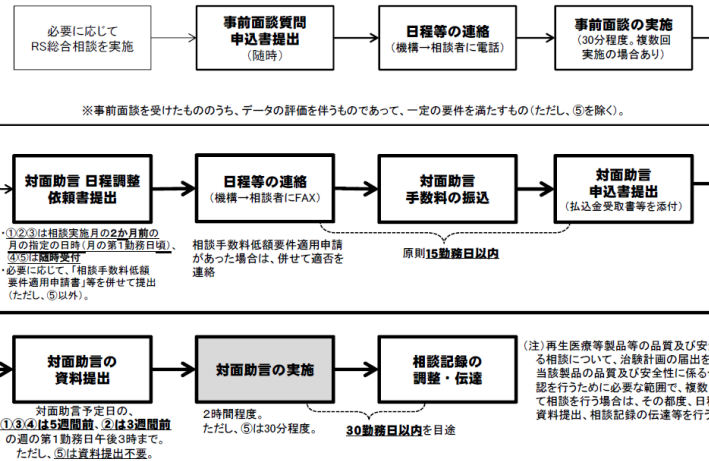 必要に応じて
RS総合相談を実施
事前面談質問
申込書提出
（随時）
日程等の連絡
（機構→相談者に電話）
事前面談の実施
（30分程度。複数回
実施の場合あり）
※事前面談を受けたもののうち、データの評価を伴うものであって、一定の要件を満たすもの（ただし、⑤を除く）。
対面助言 日程調整
依頼書提出
・①②③は相談実施月の2か月前の
月の指定の日時（月の第1勤務日頃）、
④⑤は随時受付
・必要に応じて、「相談手数料低額
要件適用申請書」等を併せて提出
（ただし、⑤以外）。
日程等の連絡
（機構→相談者にFAX）
相談手数料低額要件適用申請
があった場合は、併せて適否を
連絡
対面助言
手数料の振込
原則15勤務日以内
対面助言
申込書提出
（払込金受取書等を添付）
対面助言の
資料提出
対面助言予定日の、
①③④は5週間前、②は3週間前
の週の第1勤務日午後3時まで。
ただし、⑤は資料提出不要。
対面助言の実施
2時間程度。
ただし、⑤は30分程度。
相談記録の
調整・伝達
30勤務日以内を目途
（注）再生医療等製品等の品質及び安
る相談について、治験計画の届出を
当該製品の品質及び安全性に係る
認を行うために必要な範囲で、複数
て相談を行う場合は、その都度、日
資料提出、相談記録の伝達等を行